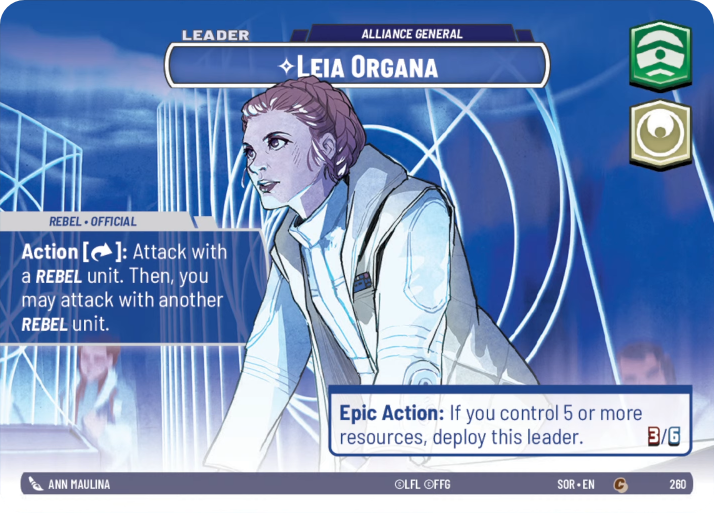 LEADER
ALLIANCE GENERAL
LEIA ORGANA
REBEL • OFFICIAL
Action [ ]: Attack with
a REBEL unit. Then, you
may attack with another
REBEL unit.
Epic Action: If you control 5 or more
resources, deploy this leader.
3/6
ANN MAULINA
©LFL ©FFG
SOR • EN
C
260